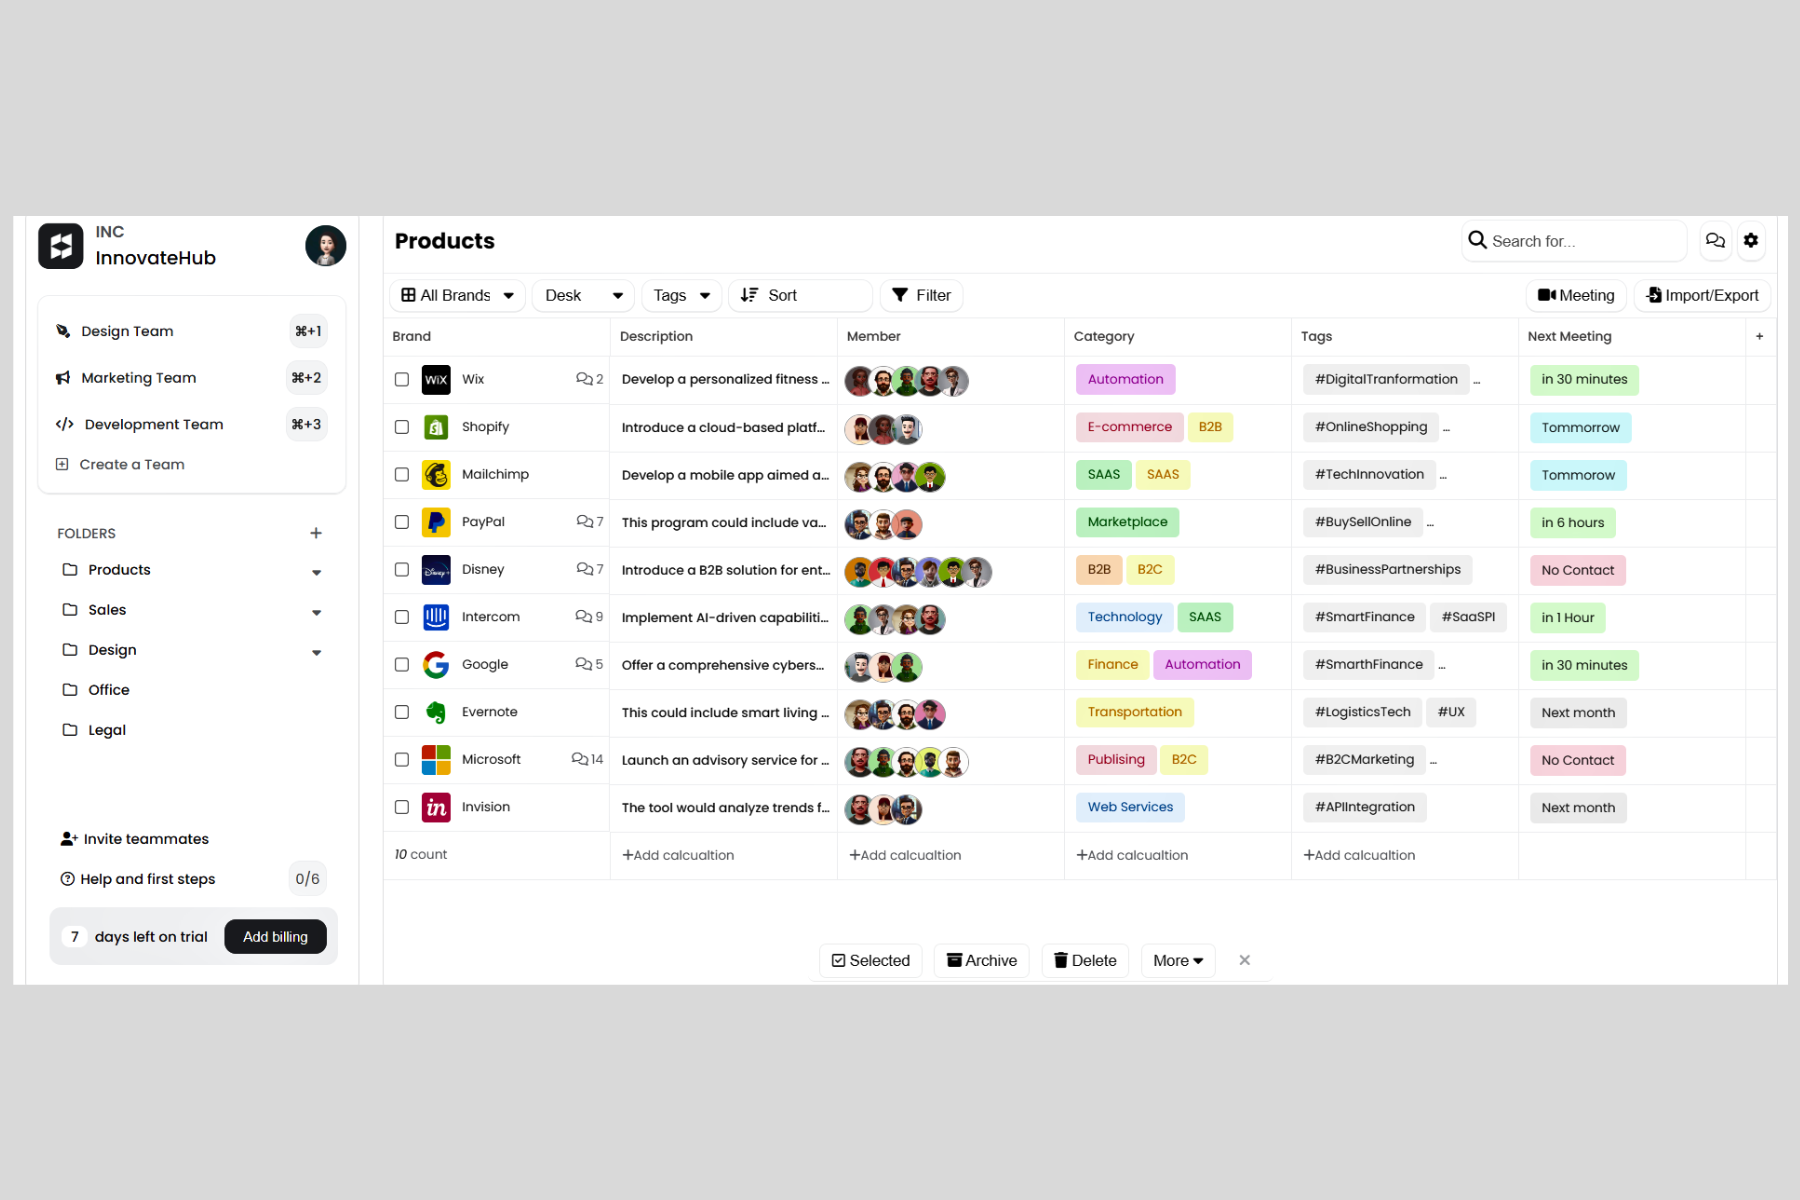 INC
InnovateHub
Design Team ⌘+1
Marketing Team ⌘+2
Development Team ⌘+3
Create a Team
FOLDERS +
Products
Sales
Design
Office
Legal
Invite teammates
Help and first steps 0/6
7 days left on trial Add billing
Products Search for...
All Brands Desk Tags Sort Filter Meeting Import/Export
Brand Description Member Category Tags Next Meeting +
WiX Wix 2 Develop a personalized fitness ... Automation #DigitalTranformation ... in 30 minutes
Shopify Introduce a cloud-based platf... E-commerce B2B #OnlineShopping ... Tommorrow
Mailchimp Develop a mobile app aimed a... SAAS SAAS #TechInnovation ... Tommorow
PayPal 7 This program could include va... Marketplace #BuySellOnline ... in 6 hours
Disney+ Disney 7 Introduce a B2B solution for ent... B2B B2C #BusinessPartnerships No Contact
Intercom 9 Implement AI-driven capabiliti... Technology SAAS #SmartFinance #SaaSPI in 1 Hour
Google 5 Offer a comprehensive cybers... Finance Automation #SmarthFinance ... in 30 minutes
Evernote This could include smart living ... Transportation #LogisticsTech #UX Next month
Microsoft 14 Launch an advisory service for ... Publising B2C #B2CMarketing ... No Contact
in Invision The tool would analyze trends f... Web Services #APIIntegration Next month
10 count +Add calcualtion +Add calcualtion +Add calcualtion +Add calcualtion
Selected Archive Delete More ×